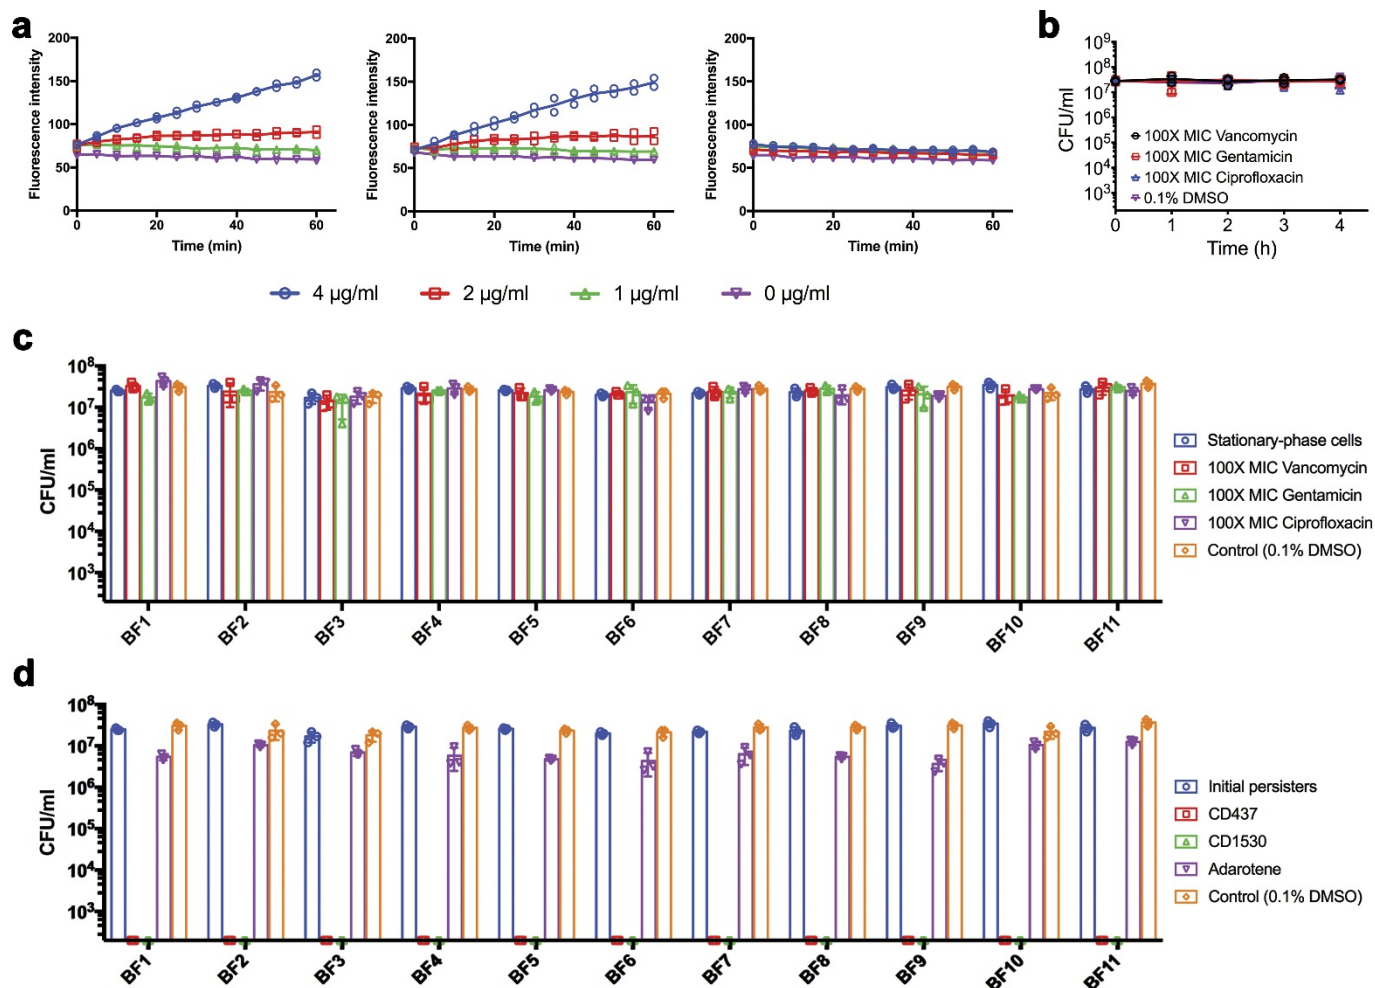 a
200
150
100
50
0
Fluorescence intensity
0
20
40
60
Time (min)
200
150
100
50
0
Fluorescence intensity
0
20
40
60
Time (min)
200
150
100
50
0
Fluorescence intensity
0
20
40
60
Time (min)
4 µg/ml
2 µg/ml
1 µg/ml
0 µg/ml
b
10⁹
10⁸
10⁷
10⁶
10⁵
10⁴
10³
CFU/ml
100X MIC Vancomycin
100X MIC Gentamicin
100X MIC Ciprofloxacin
0.1% DMSO
0
1
2
3
4
Time (h)
c
10⁸
10⁷
10⁶
10⁵
10⁴
10³
CFU/ml
BF1
BF2
BF3
BF4
BF5
BF6
BF7
BF8
BF9
BF10
BF11
Stationary-phase cells
100X MIC Vancomycin
100X MIC Gentamicin
100X MIC Ciprofloxacin
Control (0.1% DMSO)
d
10⁸
10⁷
10⁶
10⁵
10⁴
10³
CFU/ml
BF1
BF2
BF3
BF4
BF5
BF6
BF7
BF8
BF9
BF10
BF11
Initial persisters
CD437
CD1530
Adarotene
Control (0.1% DMSO)